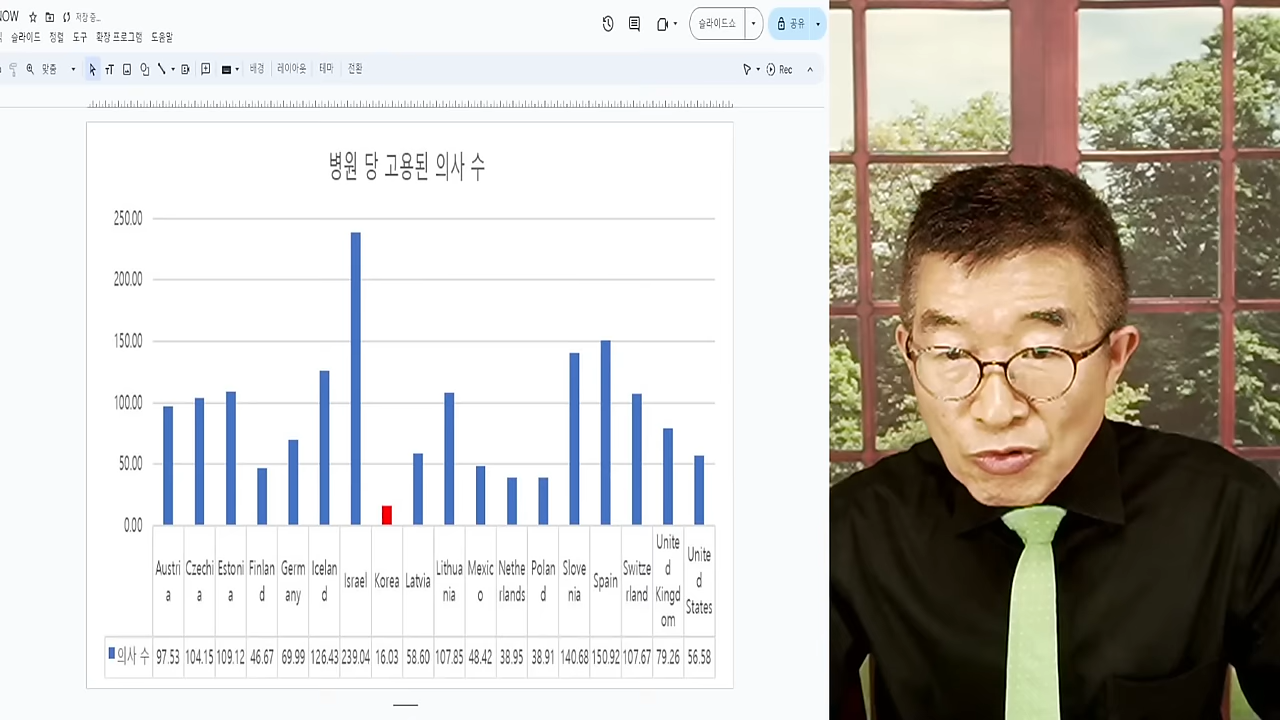 NOW 저장 중...
슬라이드 정렬 도구 확장 프로그램 도움말
슬라이드쇼 공유
맞춤 배경 레이아웃 테마 전환 Rec
병원 당 고용된 의사 수
250.00
200.00
150.00
100.00
50.00
0.00
Austri
a
Czechi
a
Estoni
a
Finlan
d
Germ
any
Icelan
d
Israel
Korea
Latvia
Lithua
nia
Mexic
o
Nethe
rlands
Polan
d
Slove
nia
Spain
Switze
rland
Unite
d
Kingd
om
Unite
d
States
의사 수 97.53 104.15 109.12 46.67 69.99 126.43 239.04 16.03 58.60 107.85 48.42 38.95 38.91 140.68 150.92 107.67 79.26 56.58